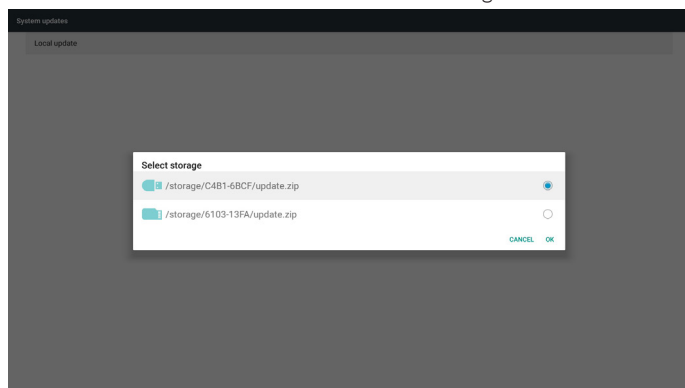 System updates
Local update
Select storage
/storage/C4B1-6BCF/update.zip
/storage/6103-13FA/update.zip
CANCEL OK